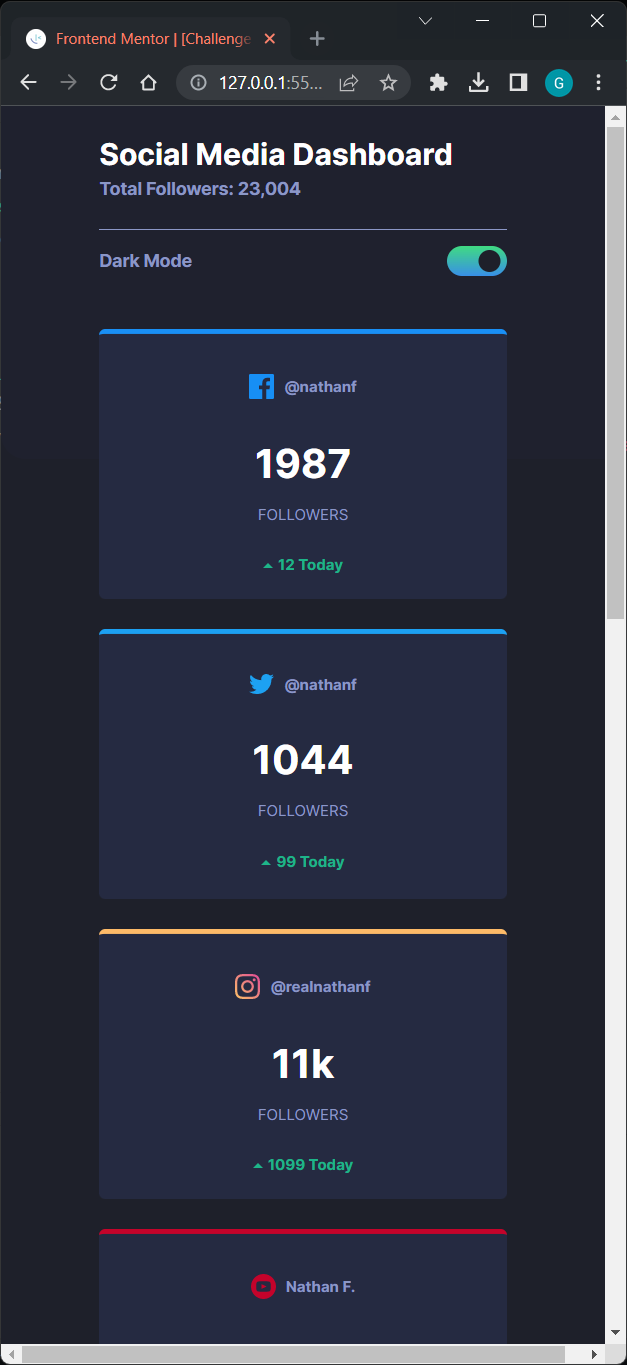 Frontend Mentor | [Challenge
127.0.0.1:55...
G
Social Media Dashboard
Total Followers: 23,004
Dark Mode
@nathanf
1987
FOLLOWERS
12 Today
@nathanf
1044
FOLLOWERS
99 Today
@realnathanf
11k
FOLLOWERS
1099 Today
Nathan F.